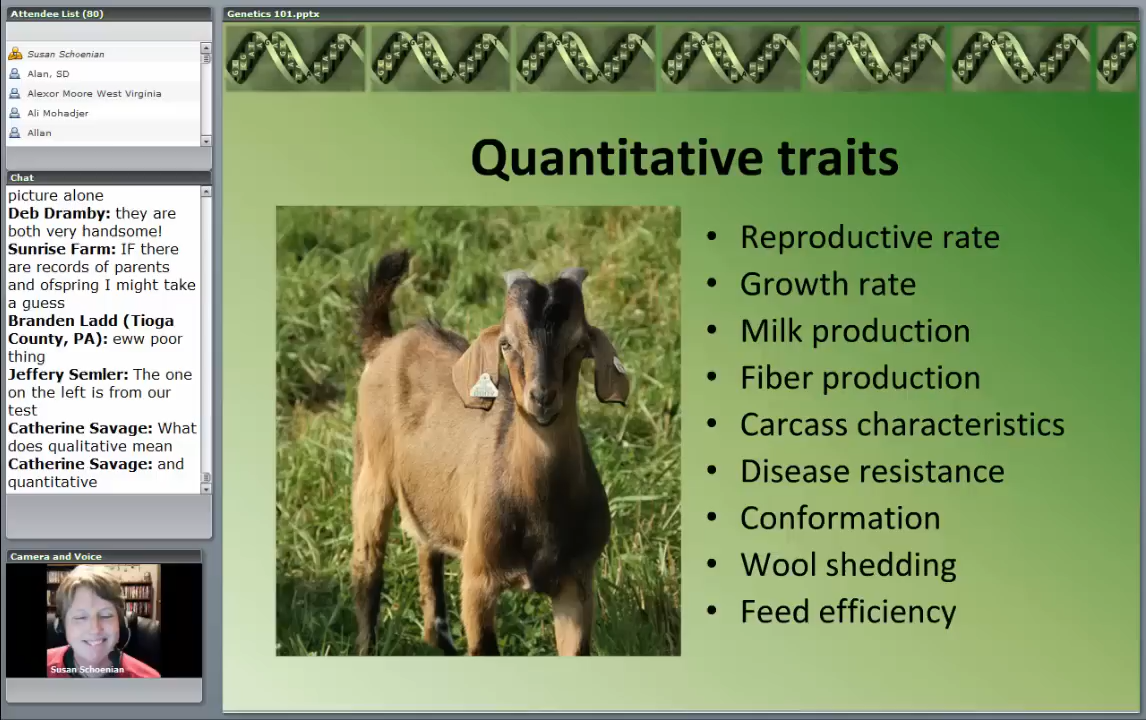 Attendee List (80)
Susan Schoenian
Alan, SD
Alexor Moore West Virginia
Ali Mohadjer
Allan
Chat
picture alone
Deb Dramby: they are
both very handsome!
Sunrise Farm: IF there
are records of parents
and ofspring I might take
a guess
Branden Ladd (Tioga
County, PA): eww poor
thing
Jeffery Semler: The one
on the left is from our
test
Catherine Savage: What
does qualitative mean
Catherine Savage: and
quantitative
Camera and Voice
Susan Schoenian
Genetics 101.pptx
Quantitative traits
• Reproductive rate
• Growth rate
• Milk production
• Fiber production
• Carcass characteristics
• Disease resistance
• Conformation
• Wool shedding
• Feed efficiency